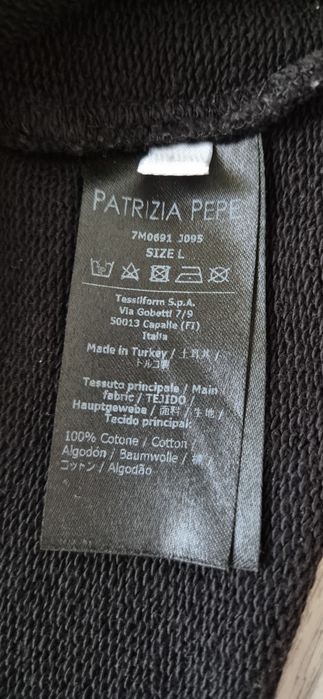 PATRIZIA PEPE
7M0691 J095
SIZE L
Tessilform S.p.A.
Via Gobetti 7/9
50013 Capalle (FI)
Italia
Made in Turkey / 土耳其 /
トルコ製
Tessuto principale / Main
fabric / TEJIDO /
Hauptgewebe / 面料 / 生地 /
Tecido principal:
100% Cotone / Cotton /
Algodón / Baumwolle / 棉 /
コットン / Algodão